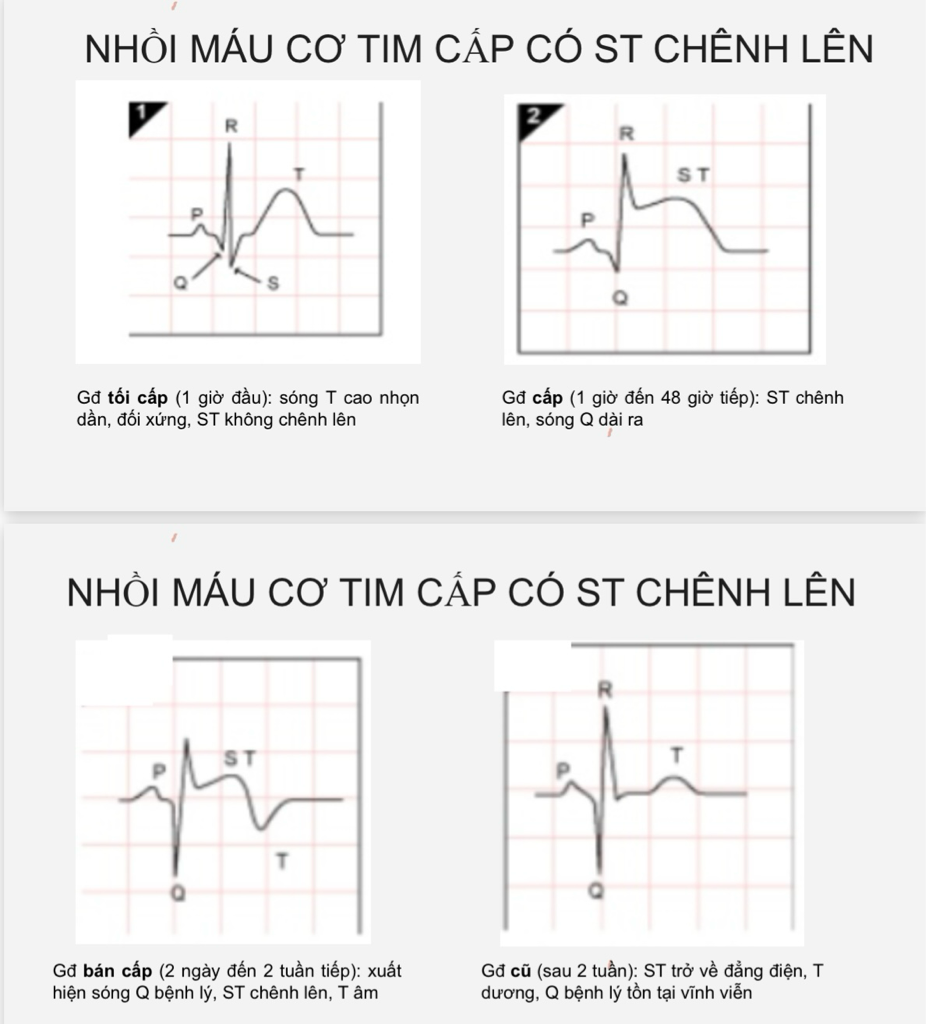 NHỒI MÁU CƠ TIM CẤP CÓ ST CHÊNH LÊN
1
R
T
P
Q
S
2
R
S T
P
Q
Gđ tối cấp (1 giờ đầu): sóng T cao nhọn
dần, đối xứng, ST không chênh lên
Gđ cấp (1 giờ đến 48 giờ tiếp): ST chênh
lên, sóng Q dài ra
NHỒI MÁU CƠ TIM CẤP CÓ ST CHÊNH LÊN
P
S T
T
Q
R
P
T
Q
Gđ bán cấp (2 ngày đến 2 tuần tiếp): xuất
hiện sóng Q bệnh lý, ST chênh lên, T âm
Gđ cũ (sau 2 tuần): ST trở về đẳng điện, T
dương, Q bệnh lý tồn tại vĩnh viễn